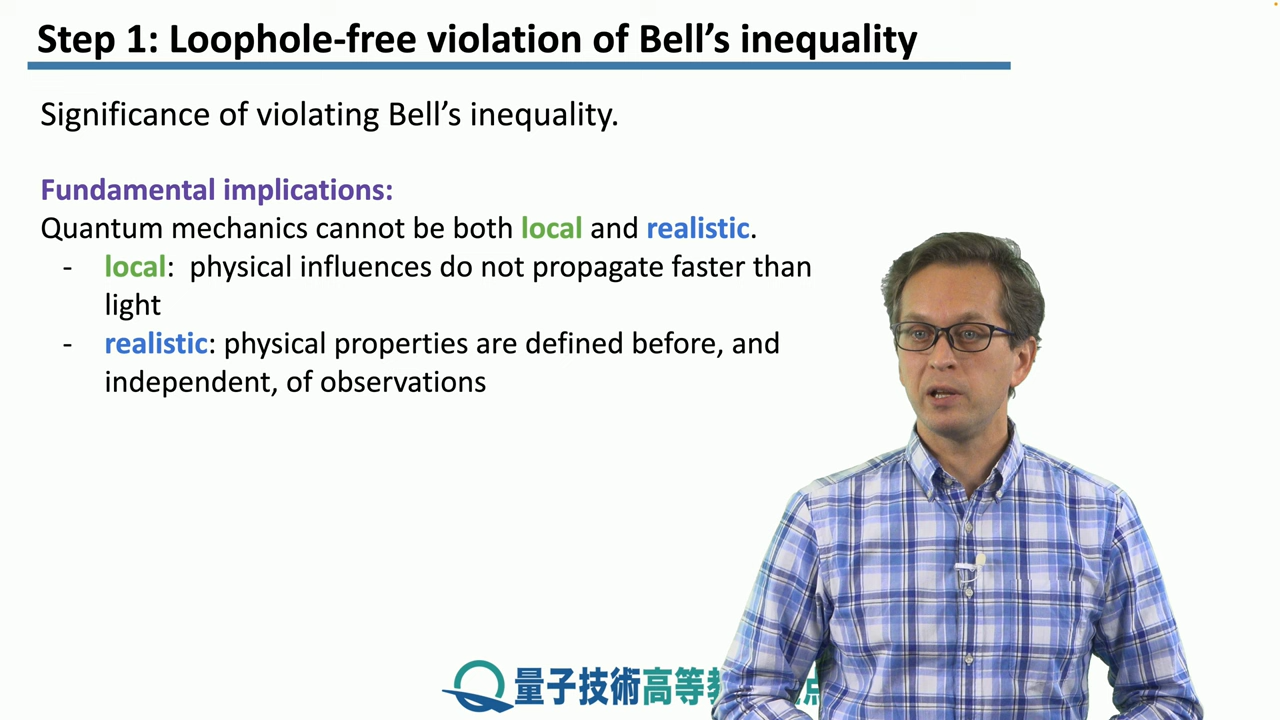 Step 1: Loophole-free violation of Bell's inequality
Significance of violating Bell's inequality.
Fundamental implications:
Quantum mechanics cannot be both local and realistic.
- local: physical influences do not propagate faster than
light
- realistic: physical properties are defined before, and
independent, of observations
量子技術高等